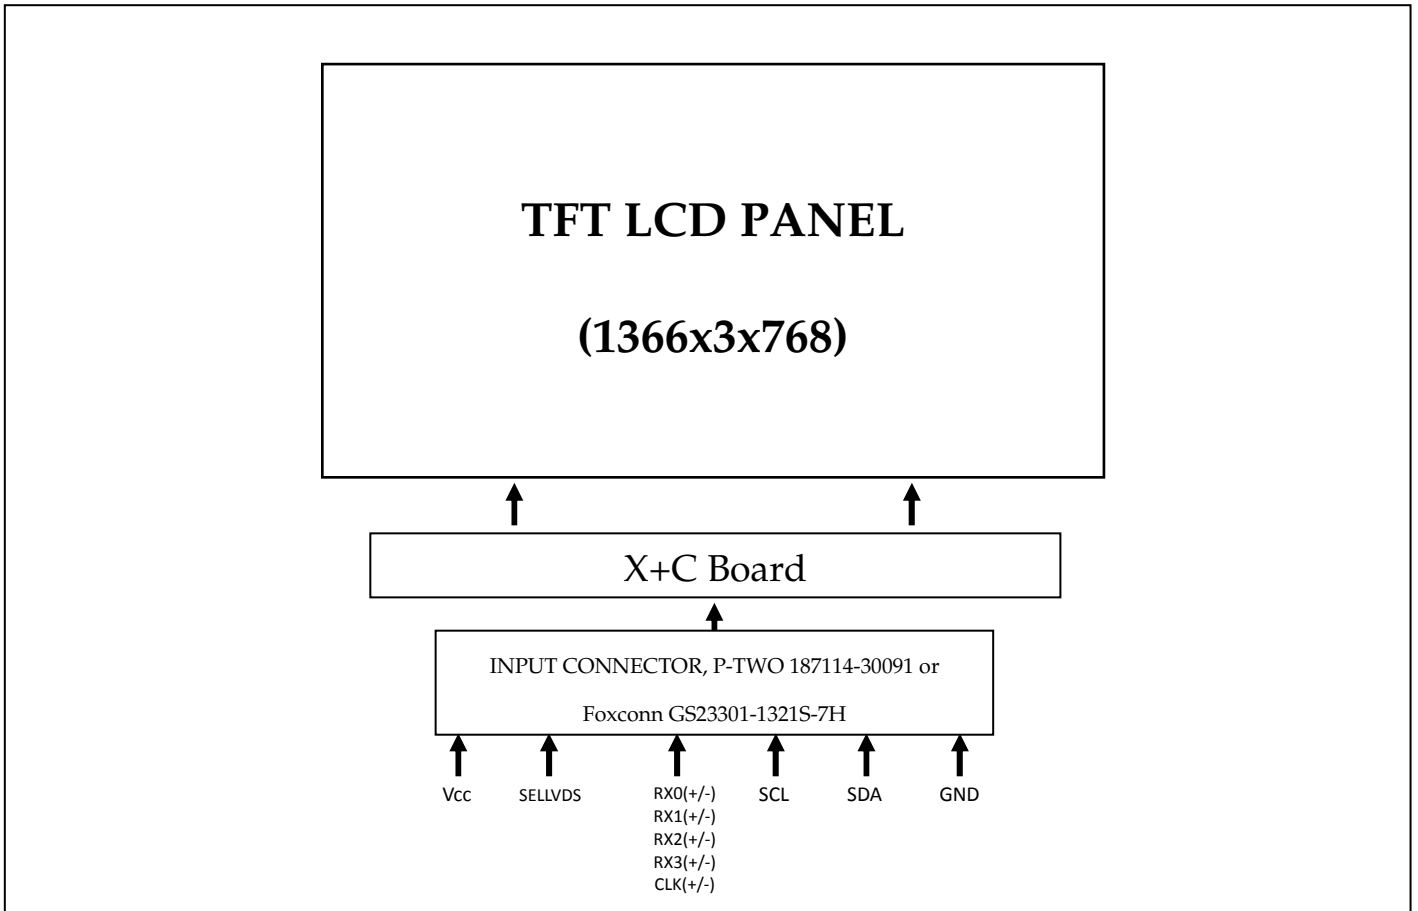 TFT LCD PANEL
(1366x3x768)
X+C Board
INPUT CONNECTOR, P-TWO 187114-30091 or
Foxconn GS23301-1321S-7H
Vcc SELLVDS RX0(+/-) SCL SDA GND
RX1(+/-)
RX2(+/-)
RX3(+/-)
CLK(+/-)